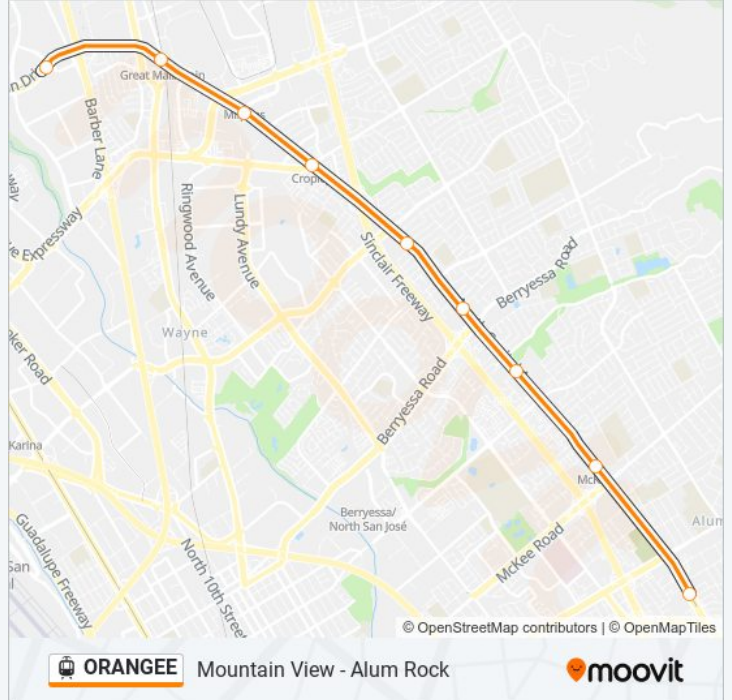 Great Mall
Barber Lane
Ringwood Avenue
Lundy Avenue
Sinclair Freeway
Berryessa Road
Wayne
Berryessa Road
Karina
Berryessa/
North San José
McKee Road
Alum
Guadalupe Freeway
San
North 10th Street
© OpenStreetMap contributors | © OpenMapTiles
ORANGEE Mountain View - Alum Rock
moovit